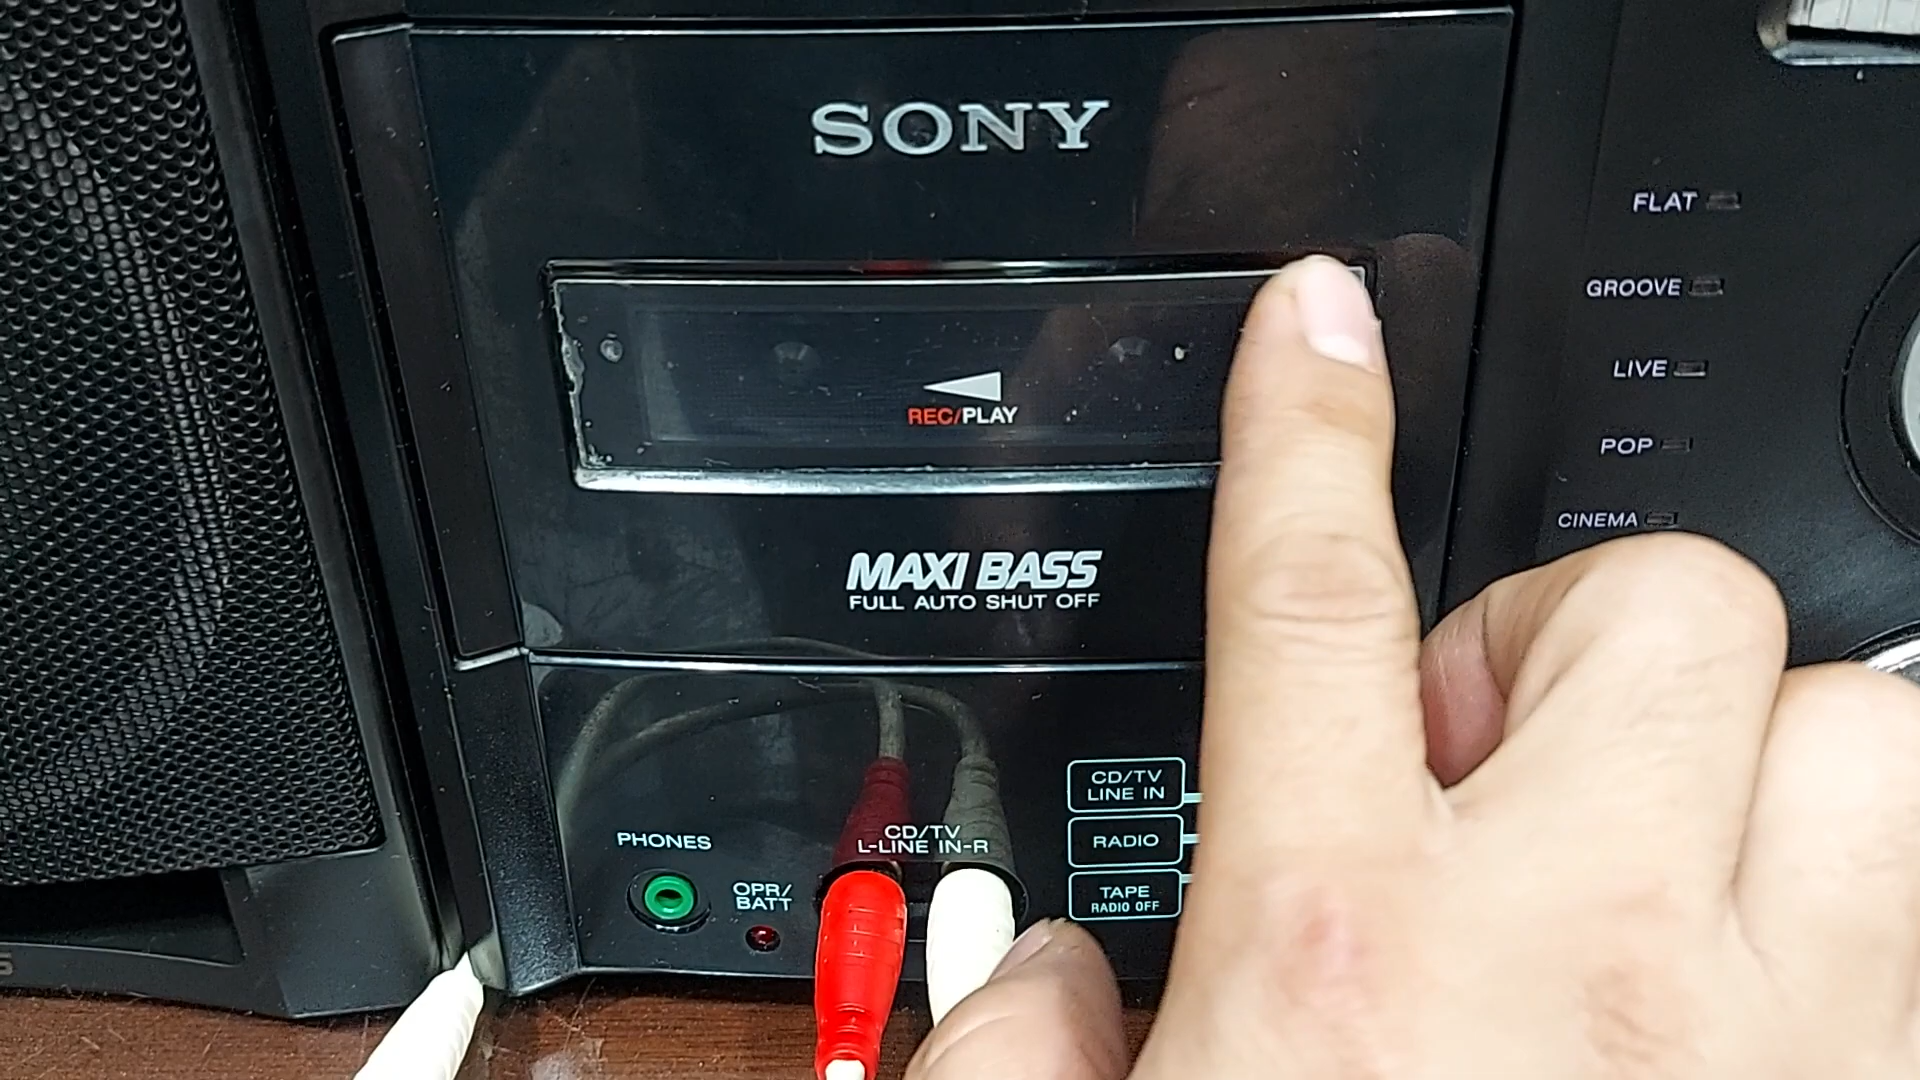 SONY
FLAT
GROOVE
LIVE
POP
CINEMA
REC/PLAY
MAXI BASS
FULL AUTO SHUT OFF
PHONES
OPR/
BATT
CD/TV
L-LINE IN-R
CD/TV
LINE IN
RADIO
TAPE
RADIO OFF
S